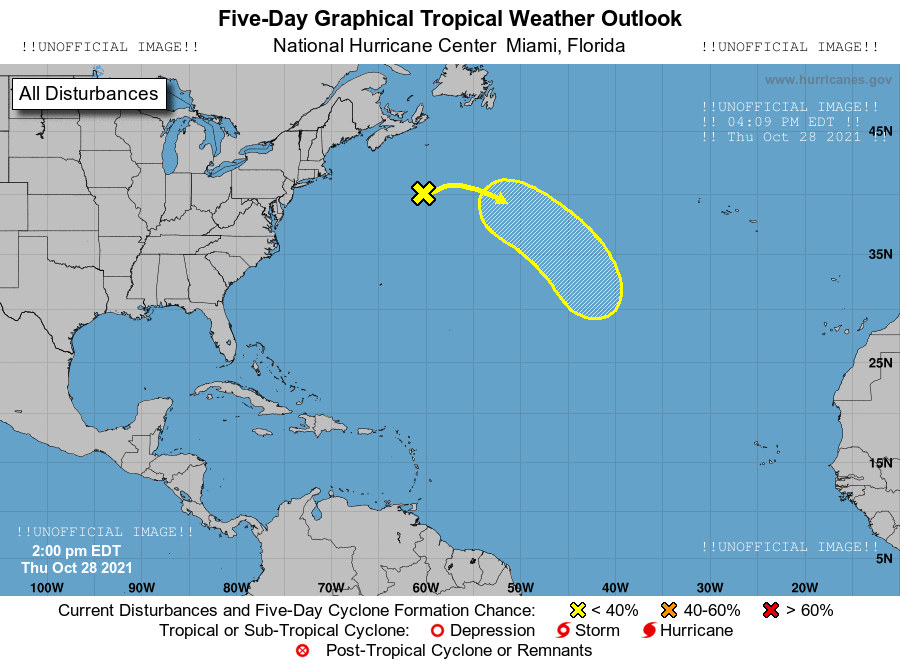 Five-Day Graphical Tropical Weather Outlook
!!UNOFFICIAL IMAGE!! National Hurricane Center Miami, Florida !!UNOFFICIAL IMAGE!!
www.hurricanes.gov
All Disturbances
!!UNOFFICIAL IMAGE!!
!! 04:09 PM EDT !!
!! Thu Oct 28 2021 !!
45N
35N
25N
15N
!!UNOFFICIAL IMAGE!!
!!UNOFFICIAL IMAGE!!
2:00 pm EDT
5N
Thu Oct 28 2021
100W 90W 80W 70W 60W 50W 40W 30W 20W
Current Disturbances and Five-Day Cyclone Formation Chance: < 40% 40-60% > 60%
Tropical or Sub-Tropical Cyclone: Depression Storm Hurricane
Post-Tropical Cyclone or Remnants